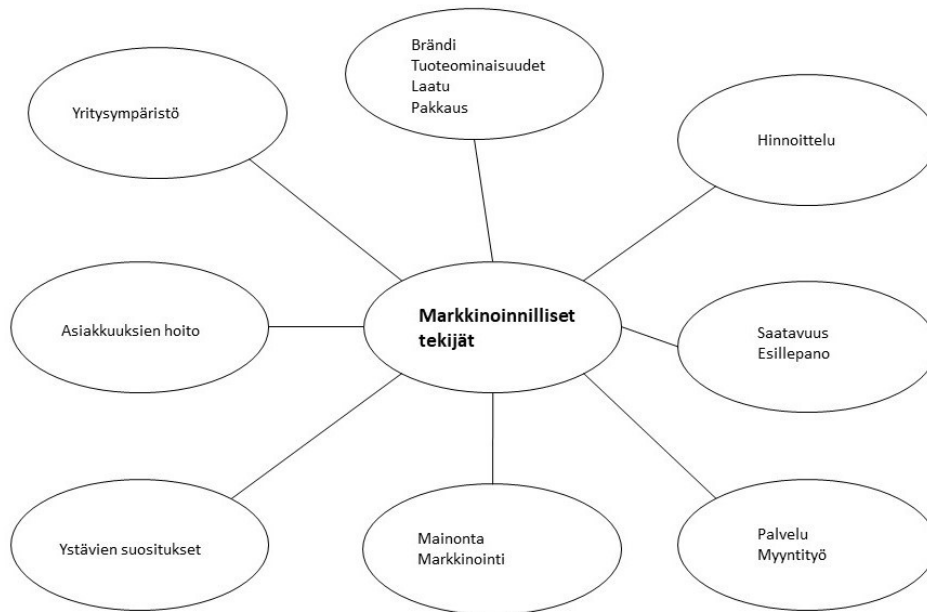 Brändi
Tuoteominaisuudet
Laatu
Pakkaus
Yritysympäristö
Hinnoittelu
Markkinoinnilliset
tekijät
Asiakkuuksien hoito
Saatavuus
Esillepano
Ystävien suositukset
Mainonta
Markkinointi
Palvelu
Myyntityö